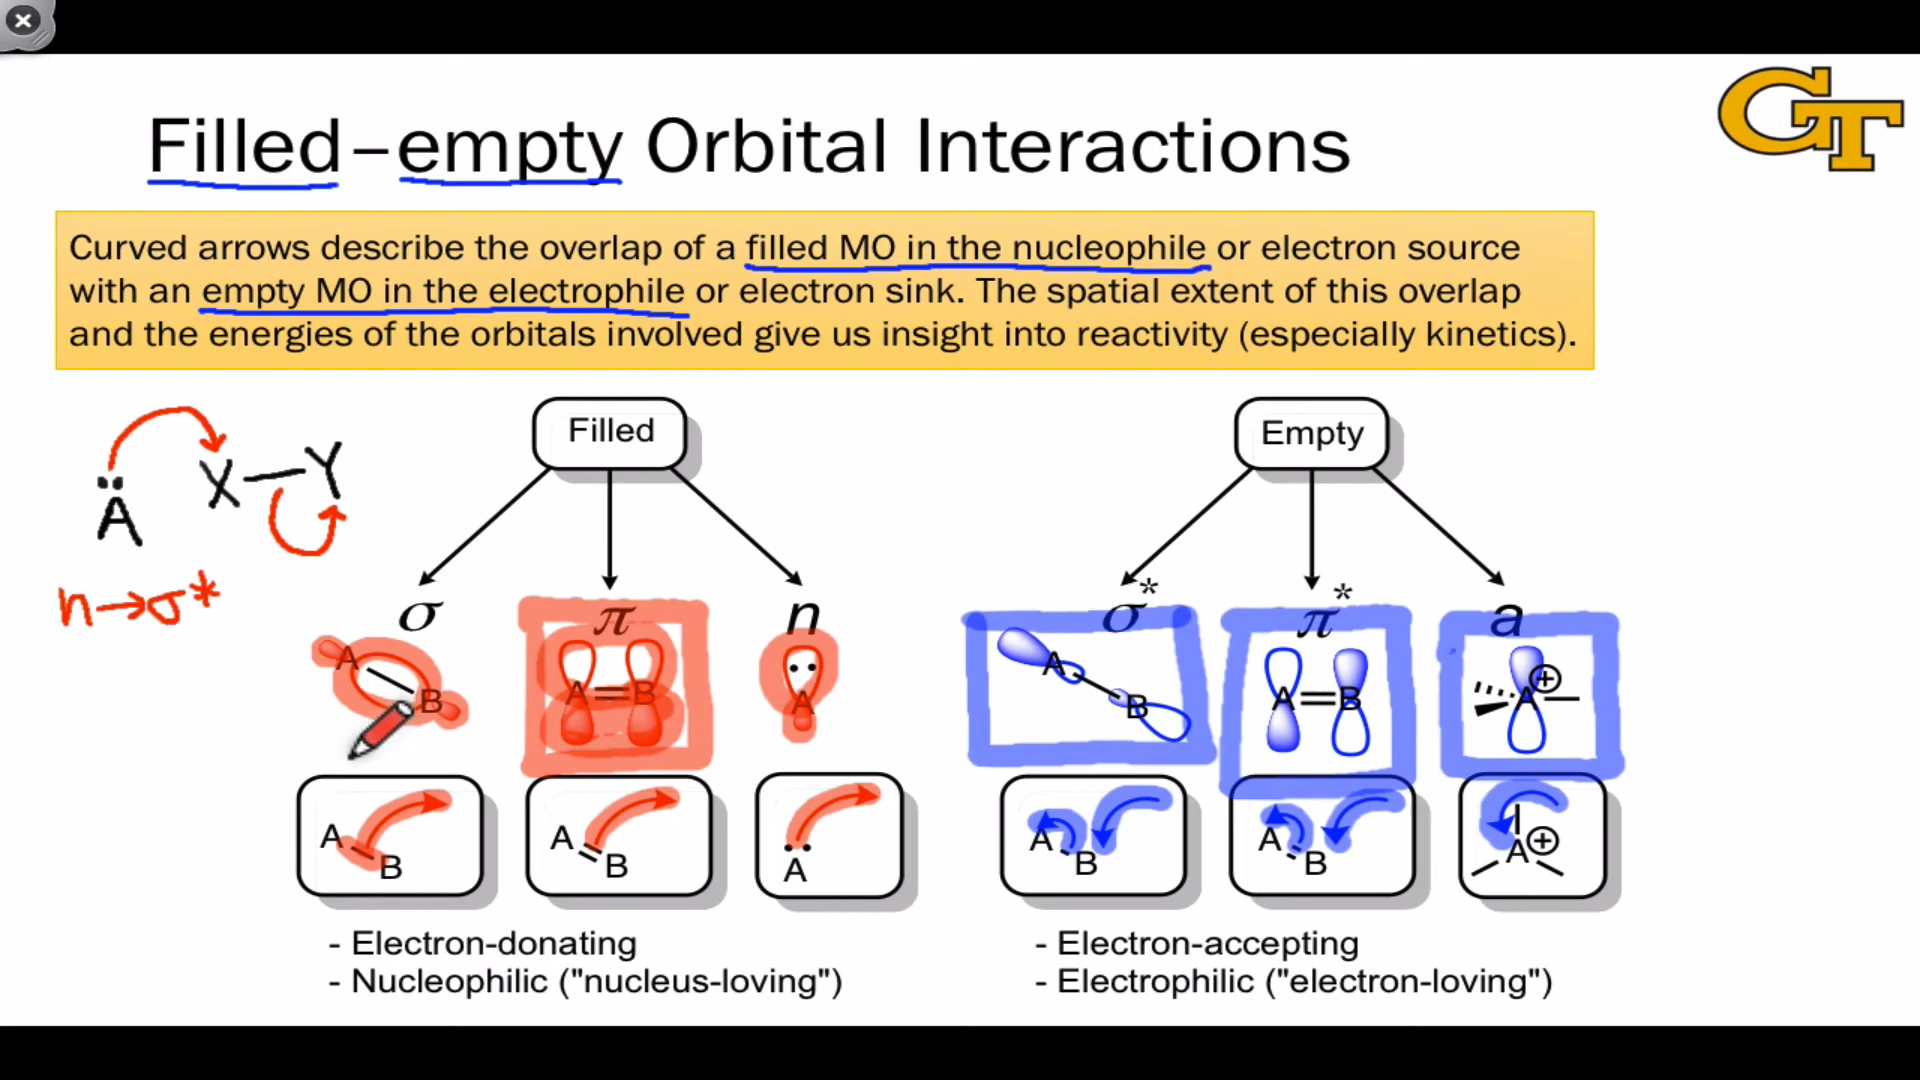 GT
Filled–empty Orbital Interactions
Curved arrows describe the overlap of a filled MO in the nucleophile or electron source
with an empty MO in the electrophile or electron sink. The spatial extent of this overlap
and the energies of the orbitals involved give us insight into reactivity (especially kinetics).
Filled
Empty
A X—Y
n→σ*
σ π n
σ* π* a
A B
A=B
A
A B
A=B
A⊕
A B
A=B
A
A B
A B
A⊕
- Electron-donating
- Nucleophilic ("nucleus-loving")
- Electron-accepting
- Electrophilic ("electron-loving")